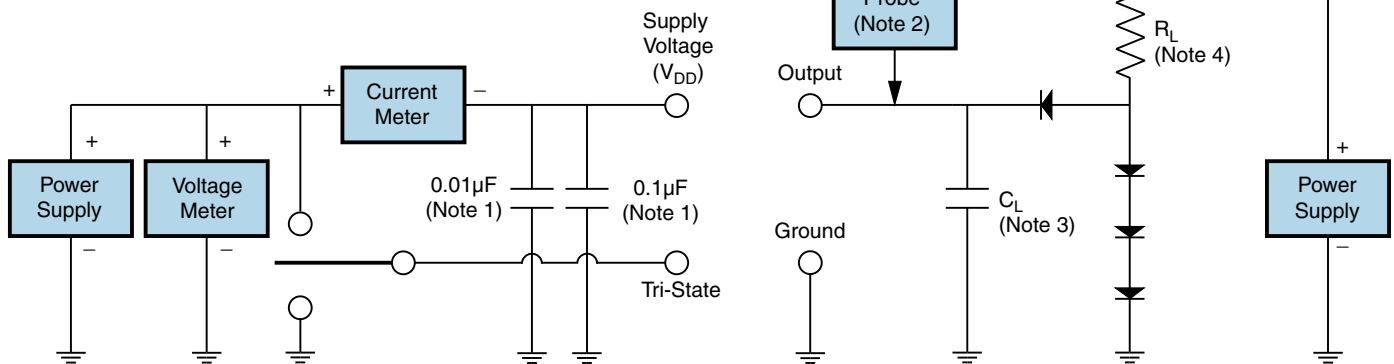 Supply
Voltage
(VDD)
Probe
(Note 2)
RL
(Note 4)
Output
+
Current
Meter
–
+
Power
Supply
–
+
Voltage
Meter
–
0.01µF
(Note 1)
0.1µF
(Note 1)
Tri-State
CL
(Note 3)
Ground
+
Power
Supply
–